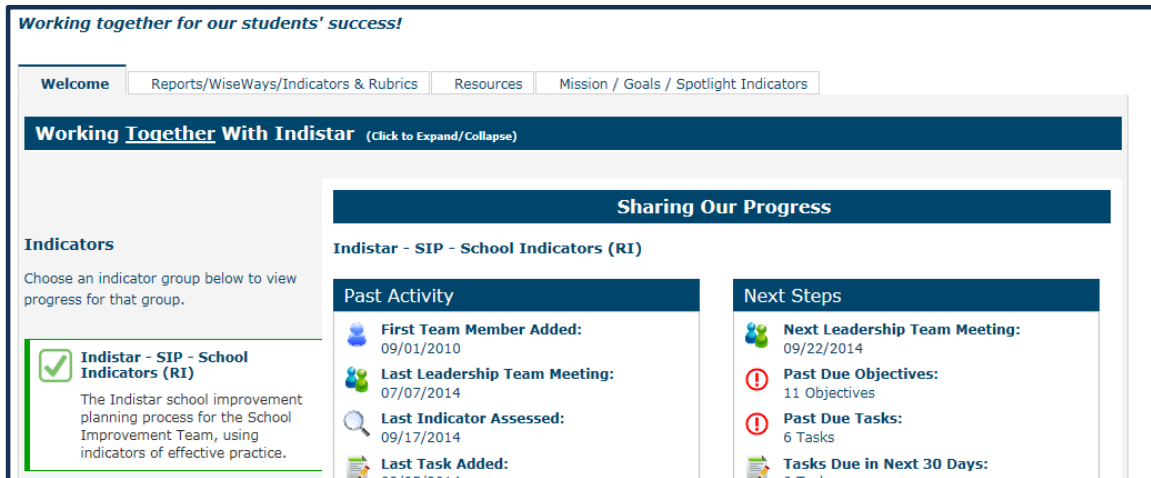 Working together for our students' success!
Welcome
Reports/WiseWays/Indicators & Rubrics
Resources
Mission / Goals / Spotlight Indicators
Working Together With Indistar (Click to Expand/Collapse)
Indicators
Choose an indicator group below to view
progress for that group.
Indistar - SIP - School
Indicators (RI)
The Indistar school improvement
planning process for the School
Improvement Team, using
indicators of effective practice.
Sharing Our Progress
Indistar - SIP - School Indicators (RI)
Past Activity
First Team Member Added:
09/01/2010
Last Leadership Team Meeting:
07/07/2014
Last Indicator Assessed:
09/17/2014
Last Task Added:
Next Steps
Next Leadership Team Meeting:
09/22/2014
Past Due Objectives:
11 Objectives
Past Due Tasks:
6 Tasks
Tasks Due in Next 30 Days: